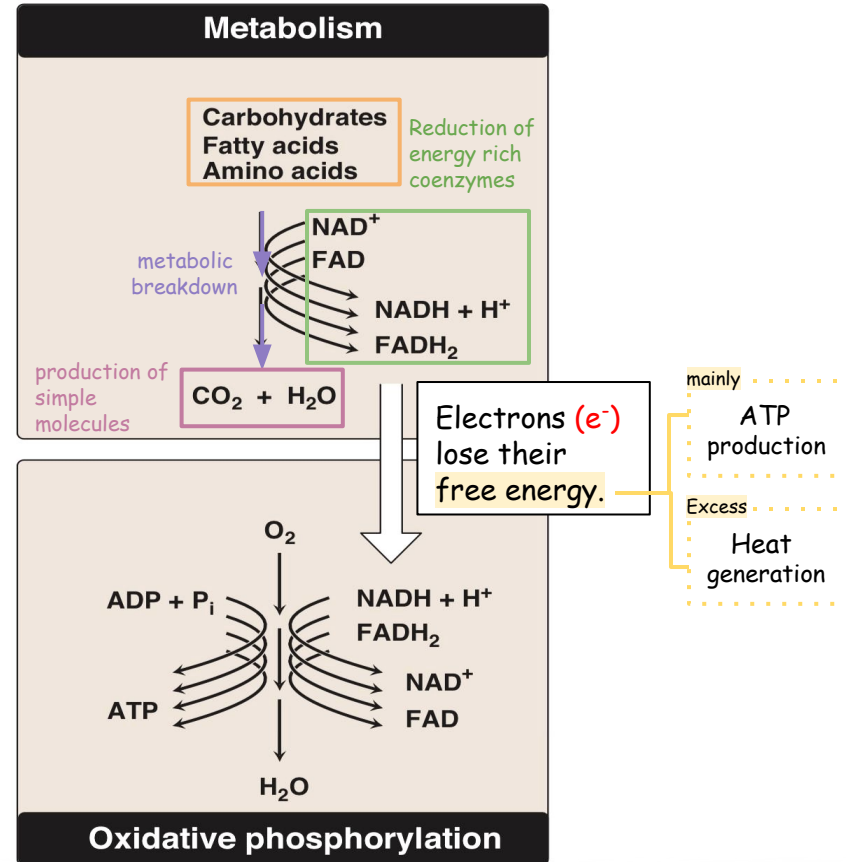 Metabolism
Carbohydrates
Fatty acids
Amino acids
Reduction of
energy rich
coenzymes
NAD⁺
FAD
metabolic
breakdown
NADH + H⁺
FADH₂
production of
simple
molecules
CO₂ + H₂O
Electrons (e⁻)
lose their
free energy.
mainly
ATP
production
Excess
Heat
generation
O₂
ADP + Pᵢ
NADH + H⁺
FADH₂
NAD⁺
ATP
FAD
H₂O
Oxidative phosphorylation